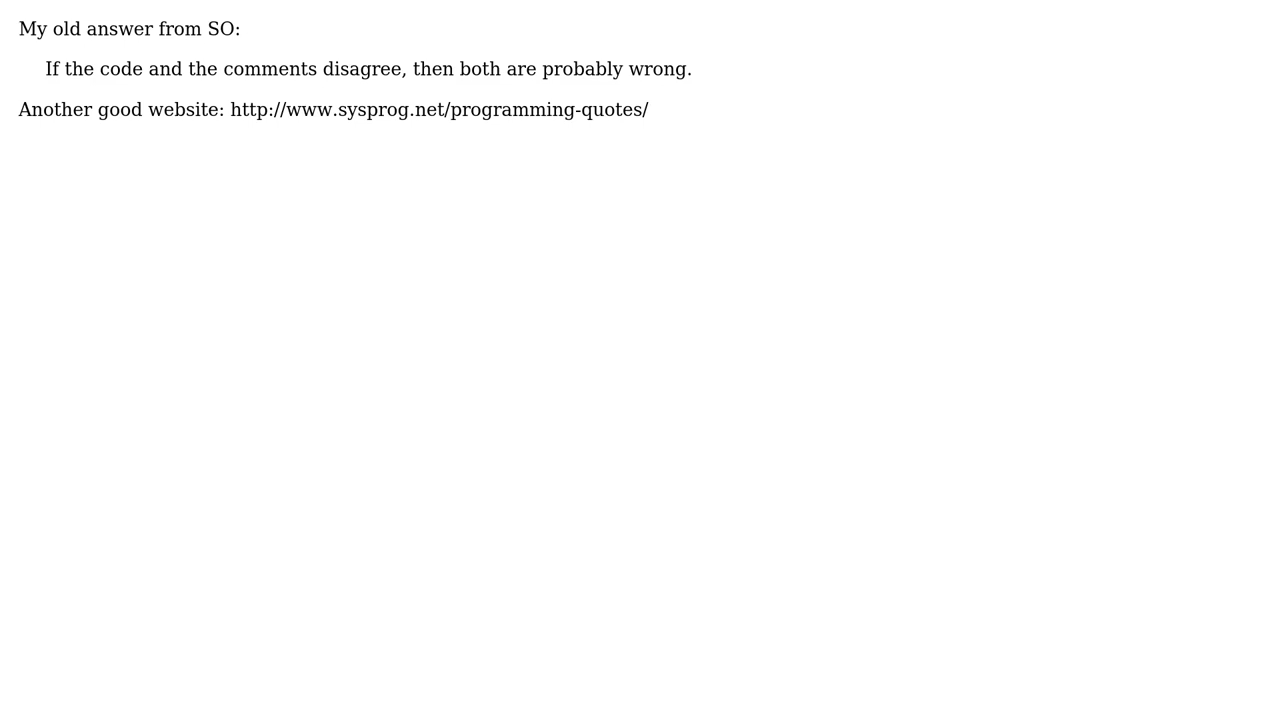 My old answer from SO:
If the code and the comments disagree, then both are probably wrong.
Another good website: http://www.sysprog.net/programming-quotes/